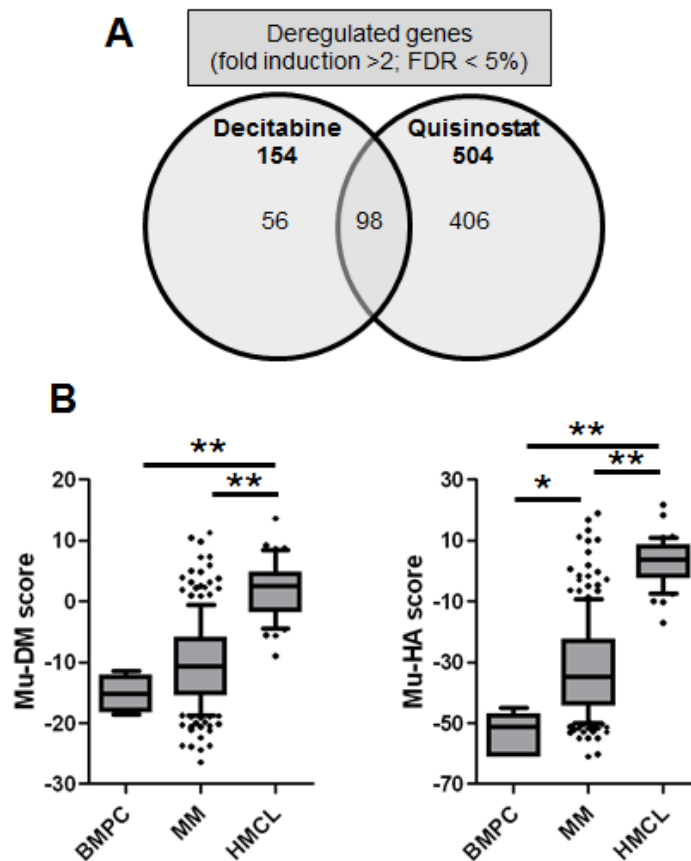 A
Deregulated genes
(fold induction >2; FDR < 5%)
Decitabine
154
Quisinostat
504
56
98
406
B
**
**
20
10
0
-10
-20
-30
Mu-DM score
BMPC
MM
HMCL
**
**
*
30
10
-10
-30
-50
-70
Mu-HA score
BMPC
MM
HMCL